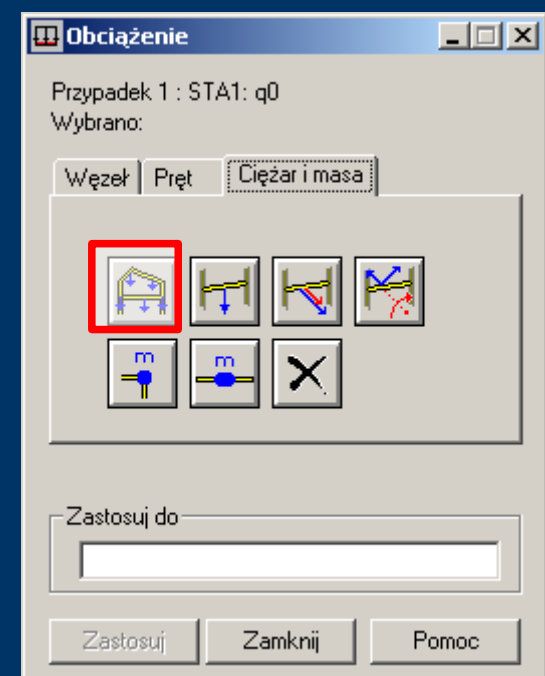 Obciążenie
Przypadek 1 : STA1: q0
Wybrano:
Węzeł Pręt Ciężar i masa
m m
Zastosuj do
Zastosuj Zamknij Pomoc